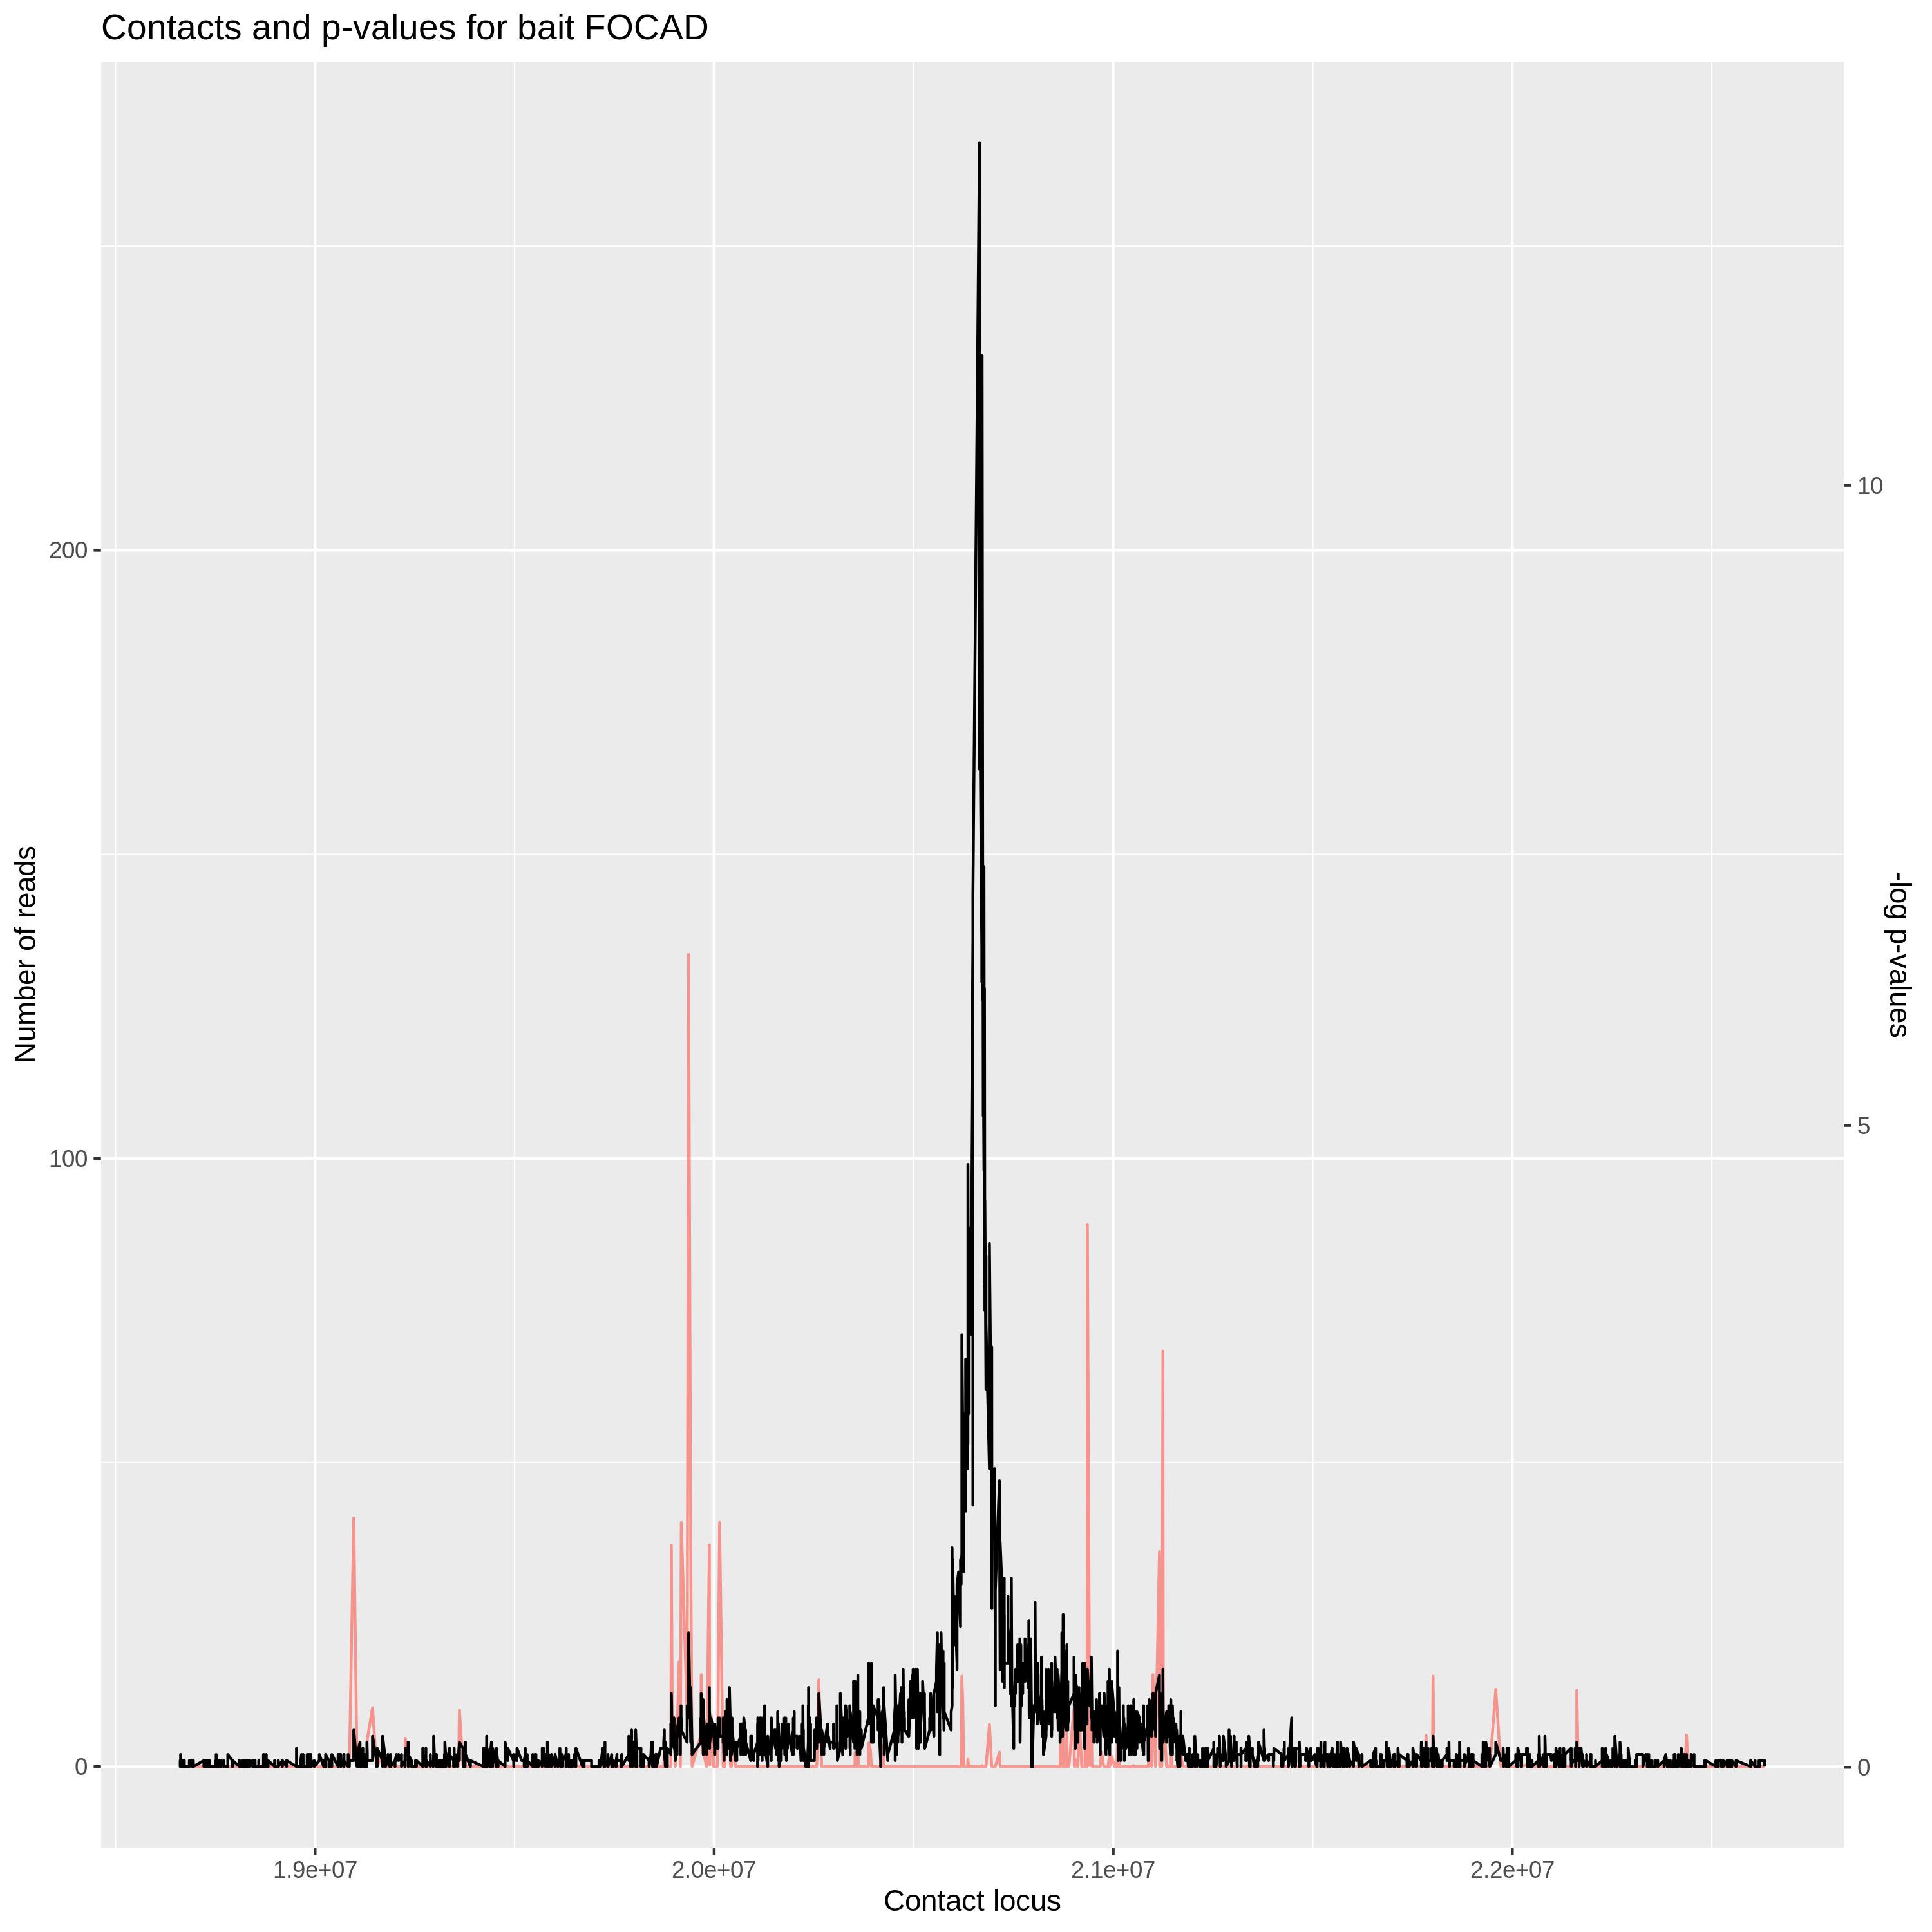 Contacts and p-values for bait FOCAD
Number of reads
200
100
0
10
5
0
-log p-values
1.9e+07 2.0e+07 2.1e+07 2.2e+07
Contact locus